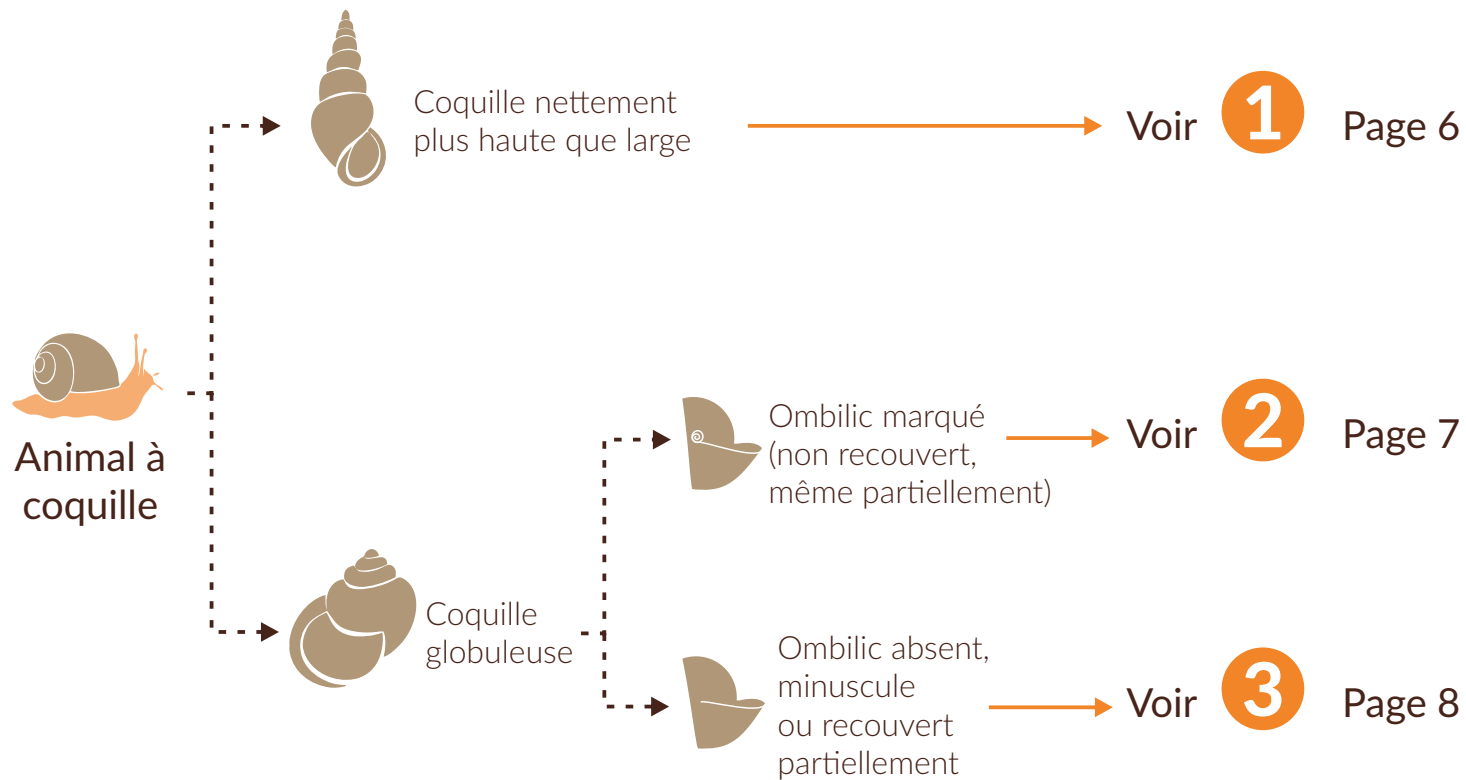 Coquille nettement
plus haute que large
Voir 1 Page 6
Animal à
coquille
Ombilic marqué
(non recouvert,
même partiellement)
Voir 2 Page 7
Coquille
globuleuse
Ombilic absent,
minuscule
ou recouvert
partiellement
Voir 3 Page 8